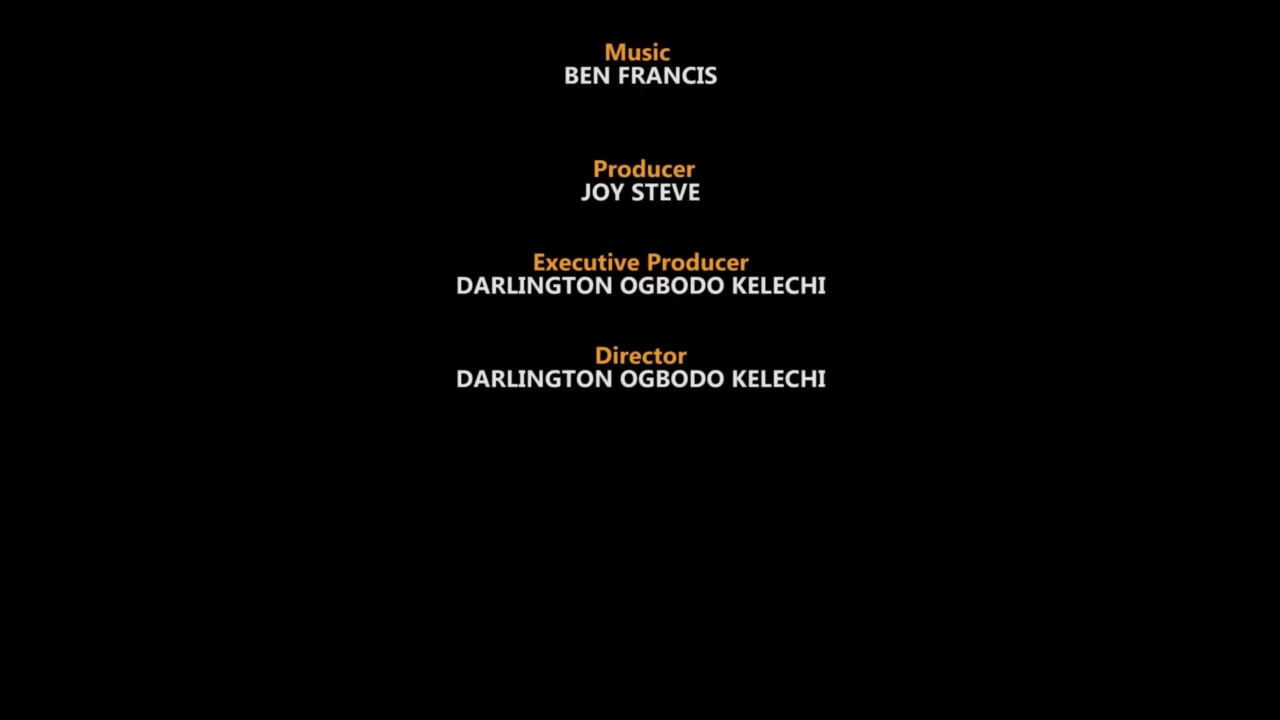 Music
BEN FRANCIS
Producer
JOY STEVE
Executive Producer
DARLINGTON OGBODO KELECHI
Director
DARLINGTON OGBODO KELECHI